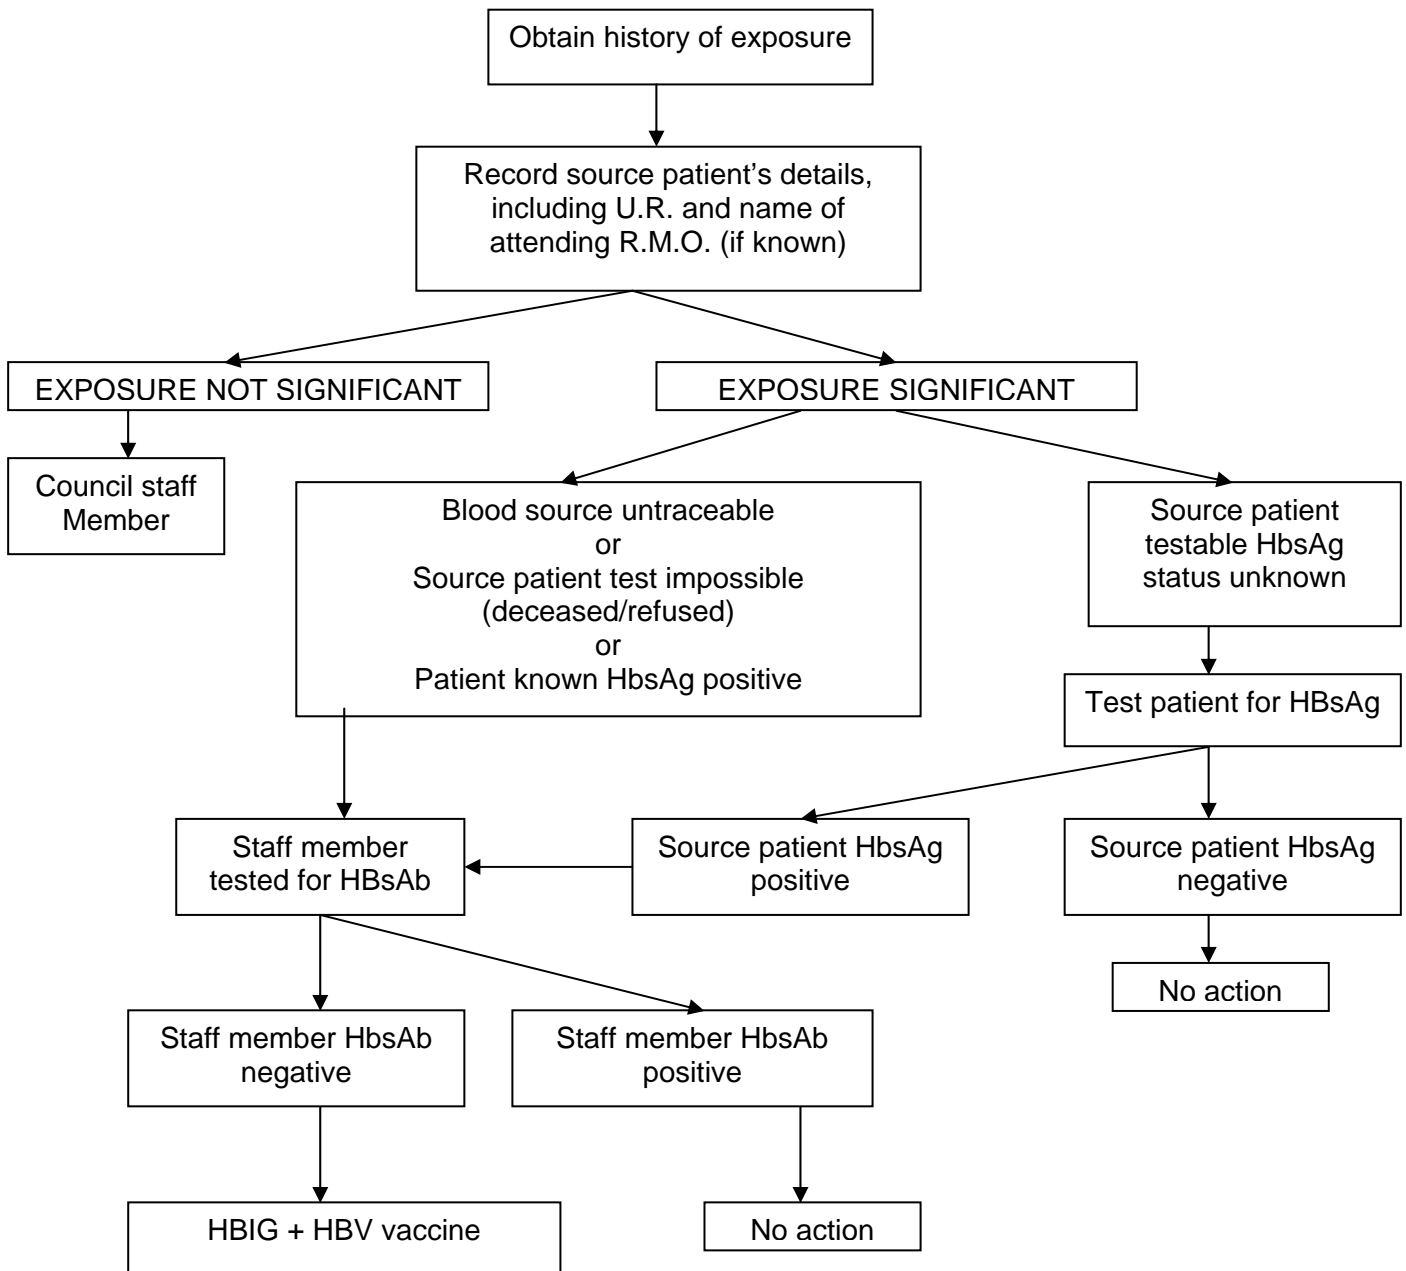 Obtain history of exposure
Record source patient's details,
including U.R. and name of
attending R.M.O. (if known)
EXPOSURE NOT SIGNIFICANT
EXPOSURE SIGNIFICANT
Council staff
Member
Blood source untraceable
or
Source patient test impossible
(deceased/refused)
or
Patient known HbsAg positive
Source patient
testable HbsAg
status unknown
Test patient for HBsAg
Staff member
tested for HBsAb
Source patient HbsAg
positive
Source patient HbsAg
negative
No action
Staff member HbsAb
negative
Staff member HbsAb
positive
HBIG + HBV vaccine
No action